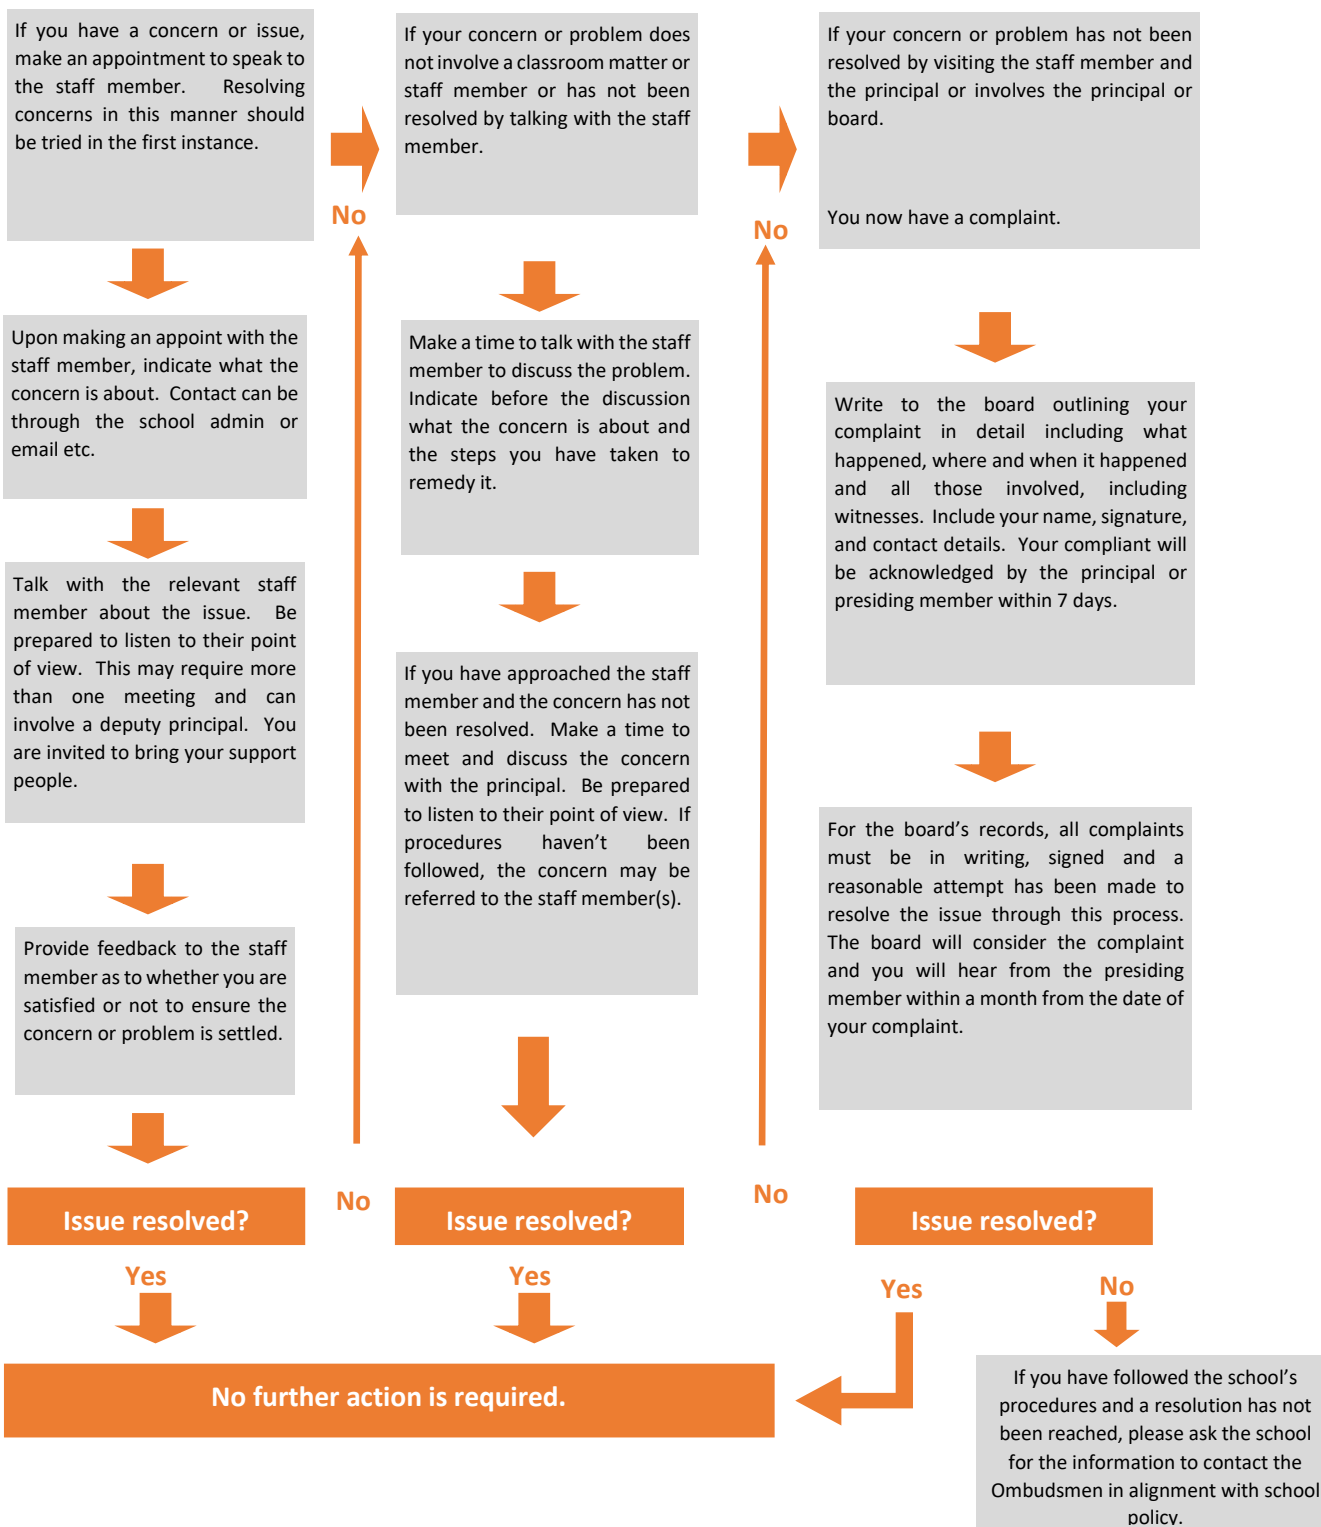 If you have a concern or issue,
make an appointment to speak to
the staff member. Resolving
concerns in this manner should
be tried in the first instance.
Upon making an appoint with the
staff member, indicate what the
concern is about. Contact can be
through the school admin or
email etc.
Talk with the relevant staff
member about the issue. Be
prepared to listen to their point
of view. This may require more
than one meeting and can
involve a deputy principal. You
are invited to bring your support
people.
Provide feedback to the staff
member as to whether you are
satisfied or not to ensure the
concern or problem is settled.
Issue resolved?
Yes
No
No
If your concern or problem does
not involve a classroom matter or
staff member or has not been
resolved by talking with the staff
member.
Make a time to talk with the staff
member to discuss the problem.
Indicate before the discussion
what the concern is about and
the steps you have taken to
remedy it.
If you have approached the staff
member and the concern has not
been resolved. Make a time to
meet and discuss the concern
with the principal. Be prepared
to listen to their point of view. If
procedures haven’t been
followed, the concern may be
referred to the staff member(s).
Issue resolved?
Yes
No
No
If your concern or problem has not been
resolved by visiting the staff member and
the principal or involves the principal or
board.
You now have a complaint.
Write to the board outlining your
complaint in detail including what
happened, where and when it happened
and all those involved, including
witnesses. Include your name, signature,
and contact details. Your compliant will
be acknowledged by the principal or
presiding member within 7 days.
For the board’s records, all complaints
must be in writing, signed and a
reasonable attempt has been made to
resolve the issue through this process.
The board will consider the complaint
and you will hear from the presiding
member within a month from the date of
your complaint.
Issue resolved?
Yes
No
No further action is required.
If you have followed the school’s
procedures and a resolution has not
been reached, please ask the school
for the information to contact the
Ombudsmen in alignment with school
policy.